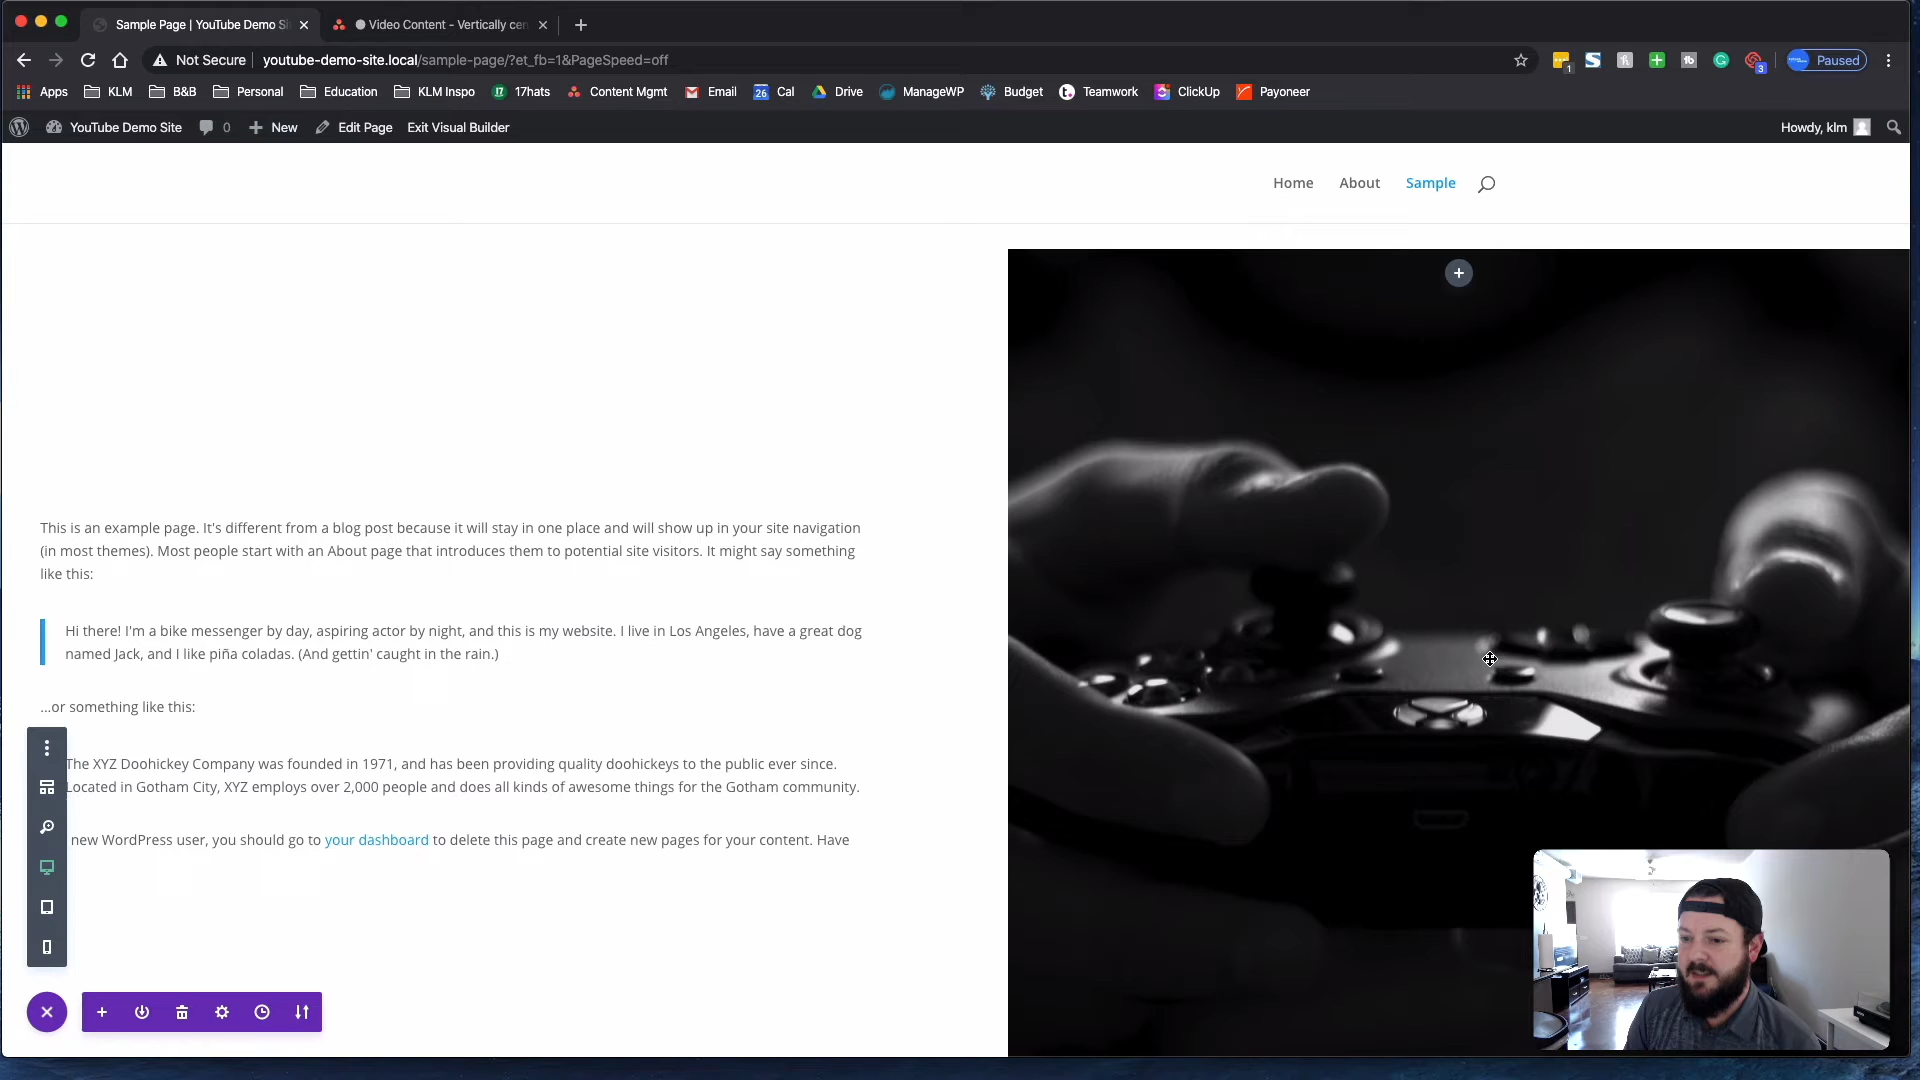 Sample Page | YouTube Demo Si
Video Content - Vertically cen
Not Secure
youtube-demo-site.local/sample-page/?et_fb=1&PageSpeed=off
1
3
Paused
Apps
KLM
B&B
Personal
Education
KLM Inspo
17hats
Content Mgmt
Email
26
Cal
Drive
ManageWP
Budget
Teamwork
ClickUp
Payoneer
YouTube Demo Site
0
New
Edit Page
Exit Visual Builder
Howdy, klm
Home
About
Sample
This is an example page. It's different from a blog post because it will stay in one place and will show up in your site navigation
(in most themes). Most people start with an About page that introduces them to potential site visitors. It might say something
like this:
Hi there! I'm a bike messenger by day, aspiring actor by night, and this is my website. I live in Los Angeles, have a great dog
named Jack, and I like piña coladas. (And gettin' caught in the rain.)
...or something like this:
The XYZ Doohickey Company was founded in 1971, and has been providing quality doohickeys to the public ever since.
Located in Gotham City, XYZ employs over 2,000 people and does all kinds of awesome things for the Gotham community.
new WordPress user, you should go to your dashboard to delete this page and create new pages for your content. Have